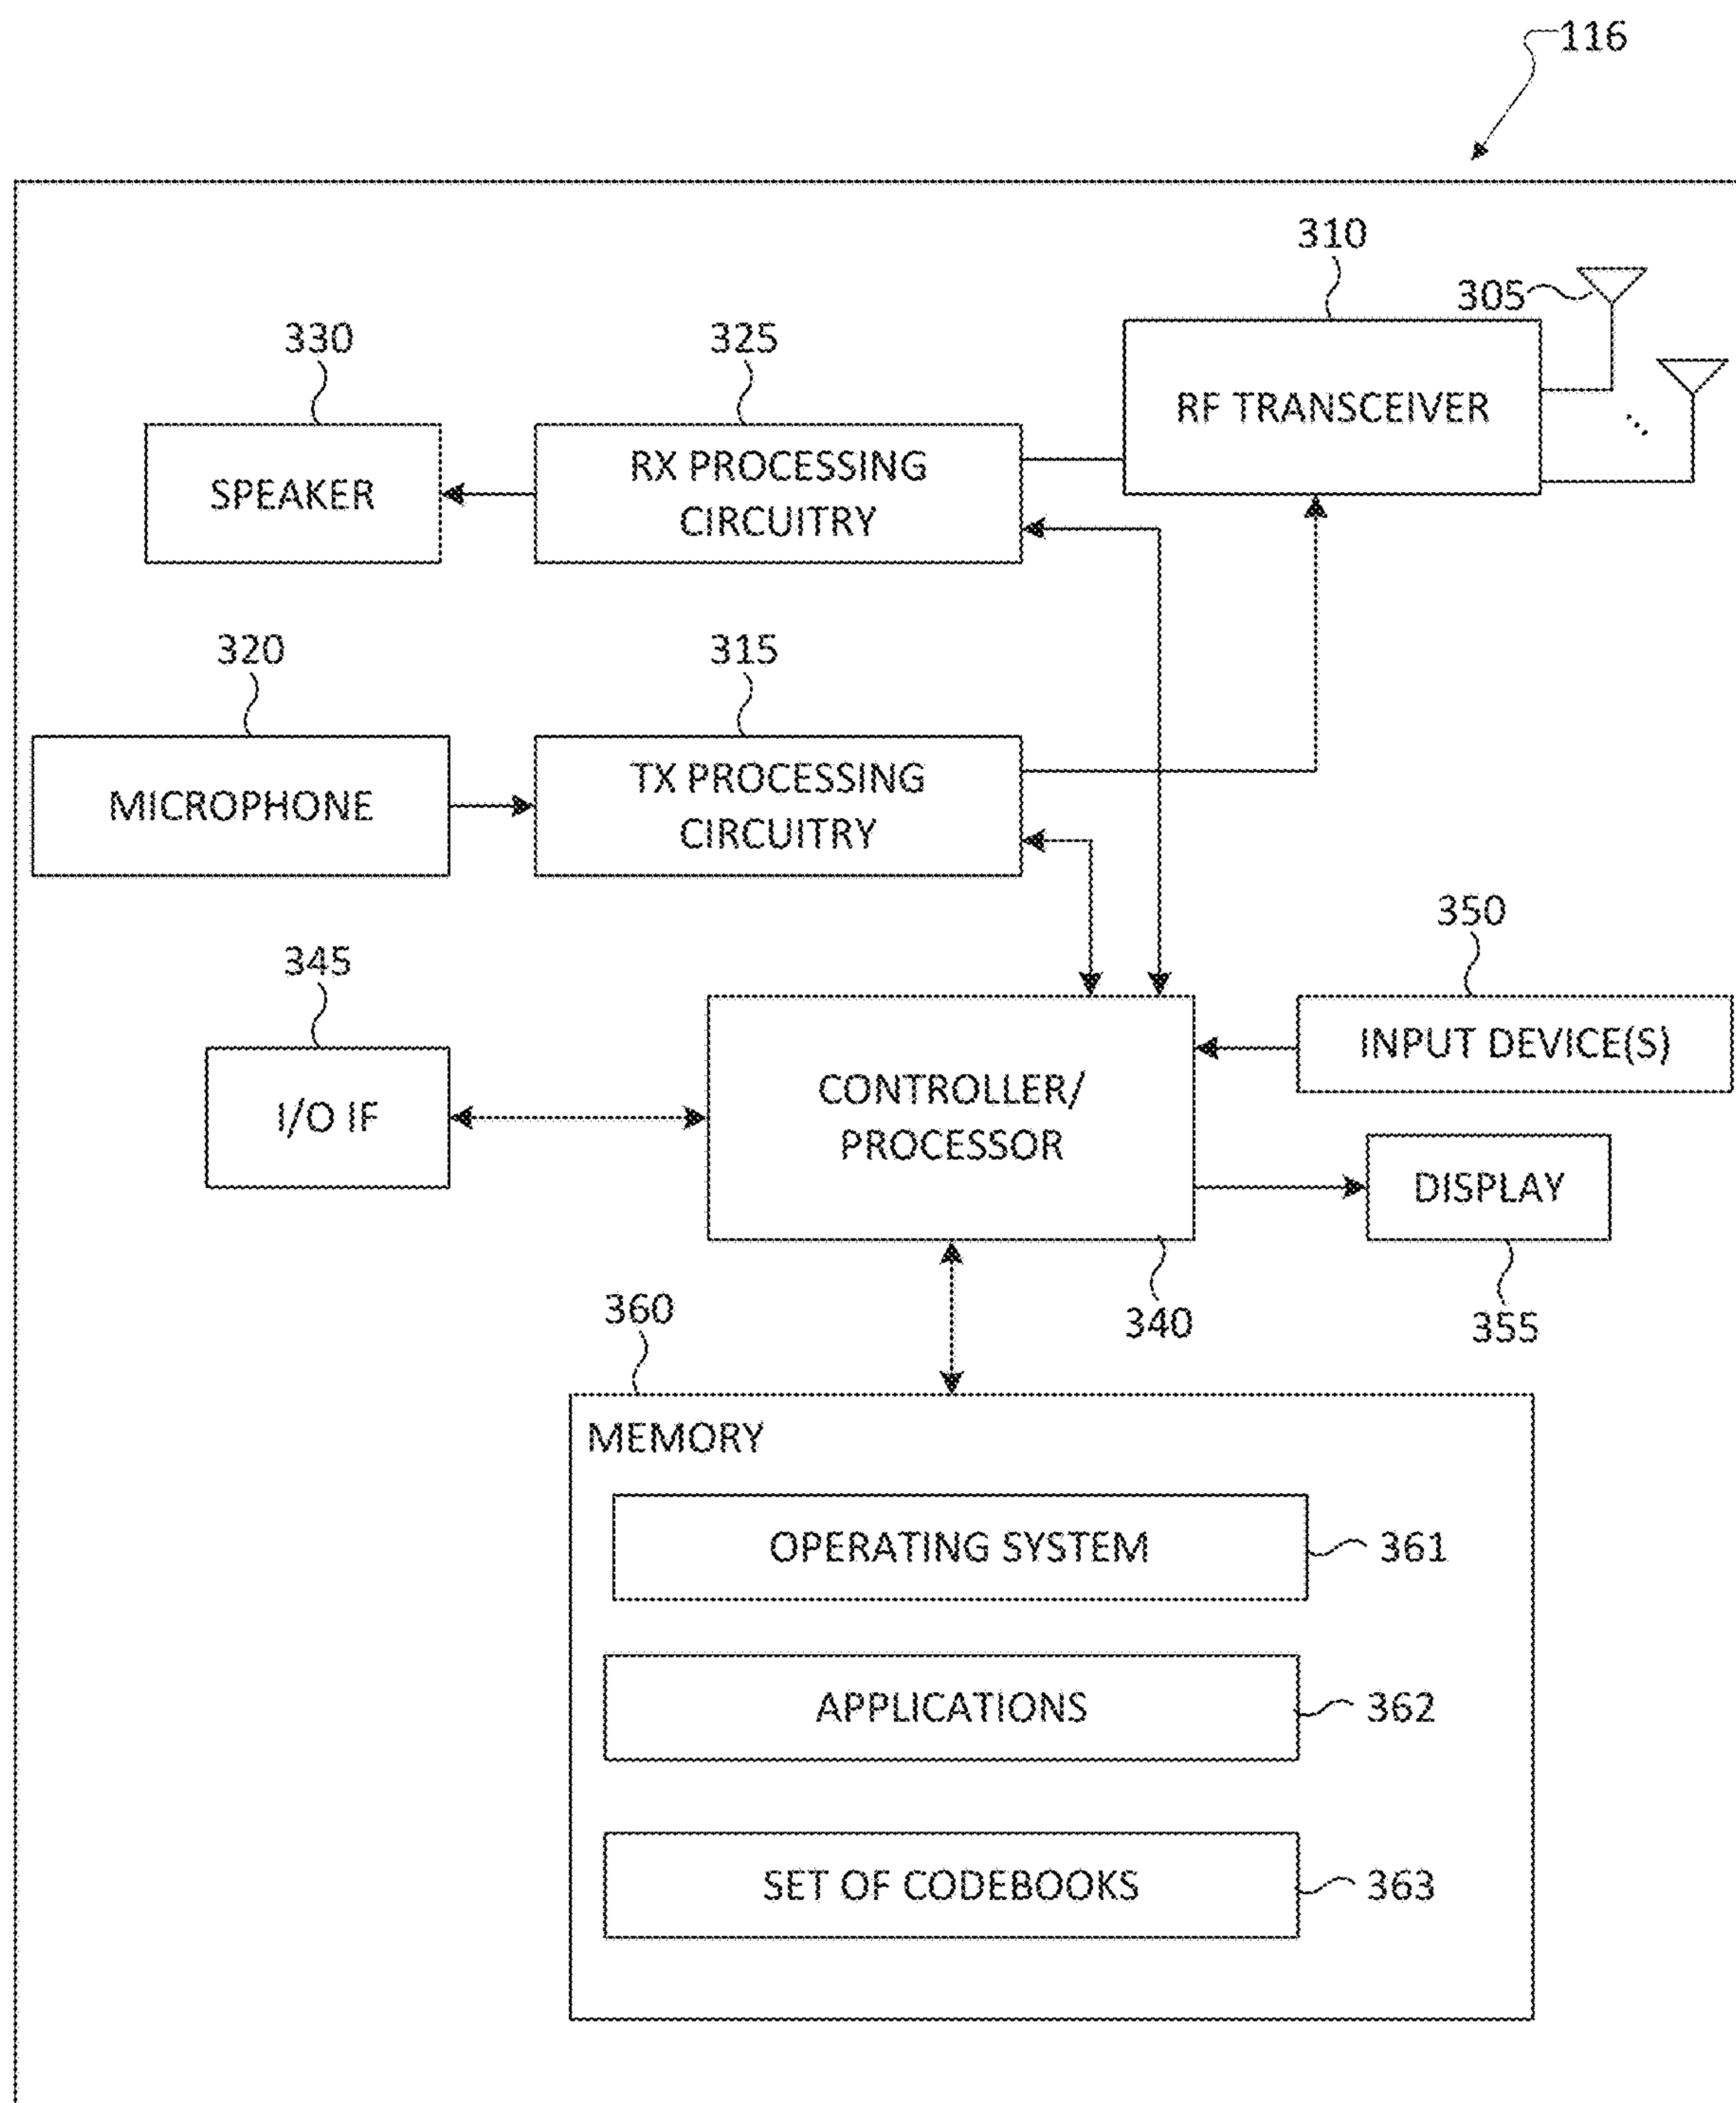 116
310
305
330
325
RF TRANSCEIVER
SPEAKER
RX PROCESSING
CIRCUITRY
320
315
MICROPHONE
TX PROCESSING
CIRCUITRY
350
345
INPUT DEVICE(S)
I/O IF
CONTROLLER/
PROCESSOR
DISPLAY
360
340
355
MEMORY
OPERATING SYSTEM
361
APPLICATIONS
362
SET OF CODEBOOKS
363